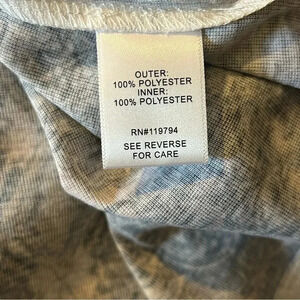 OUTER:
100% POLYESTER
INNER:
100% POLYESTER
RN#119794
SEE REVERSE
FOR CARE